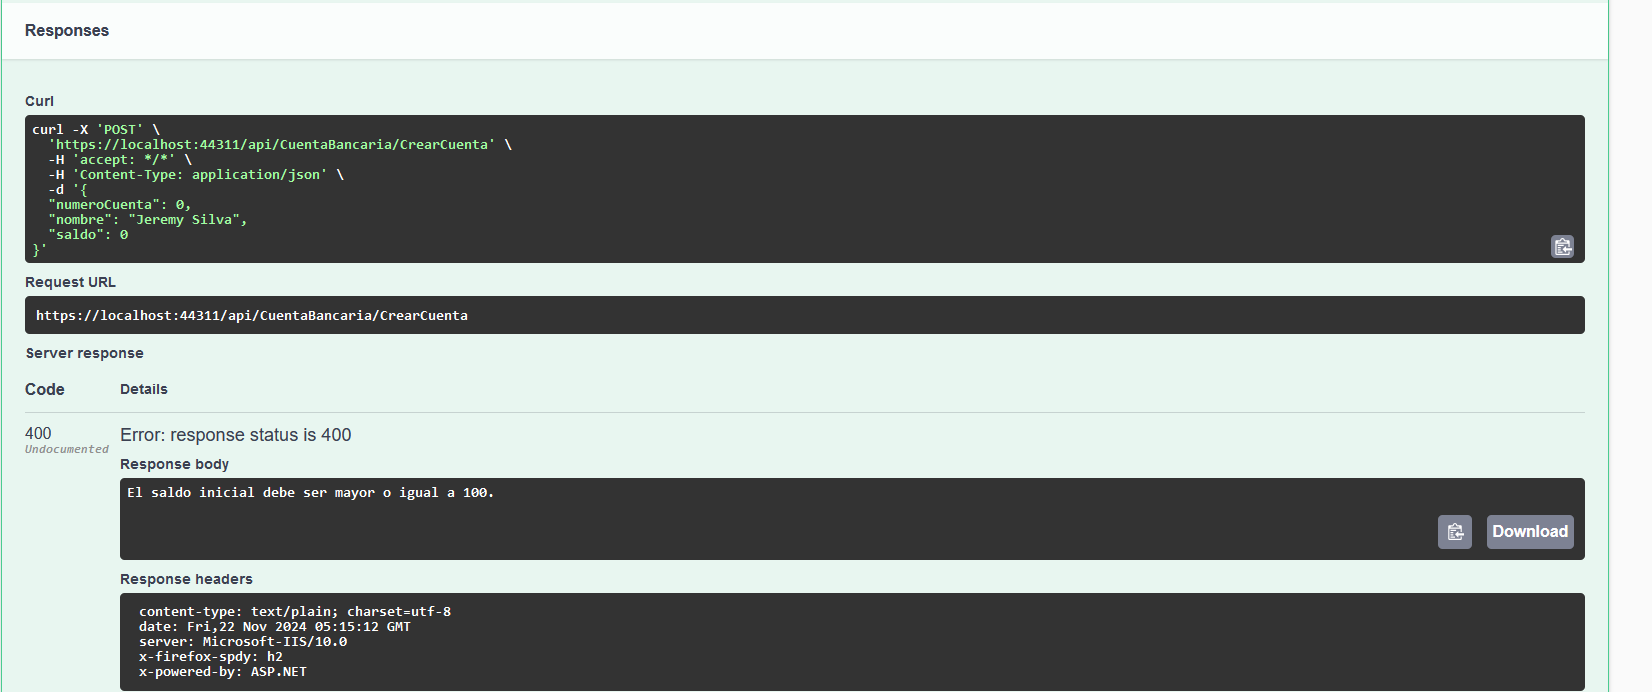 Responses
Curl
curl -X 'POST' \
  'https://localhost:44311/api/CuentaBancaria/CrearCuenta' \
  -H 'accept: */*' \
  -H 'Content-Type: application/json' \
  -d '{
  "numeroCuenta": 0,
  "nombre": "Jeremy Silva",
  "saldo": 0
}'
Request URL
https://localhost:44311/api/CuentaBancaria/CrearCuenta
Server response
Code Details
400 Error: response status is 400
Undocumented
Response body
El saldo inicial debe ser mayor o igual a 100.
Download
Response headers
content-type: text/plain; charset=utf-8
date: Fri,22 Nov 2024 05:15:12 GMT
server: Microsoft-IIS/10.0
x-firefox-spdy: h2
x-powered-by: ASP.NET